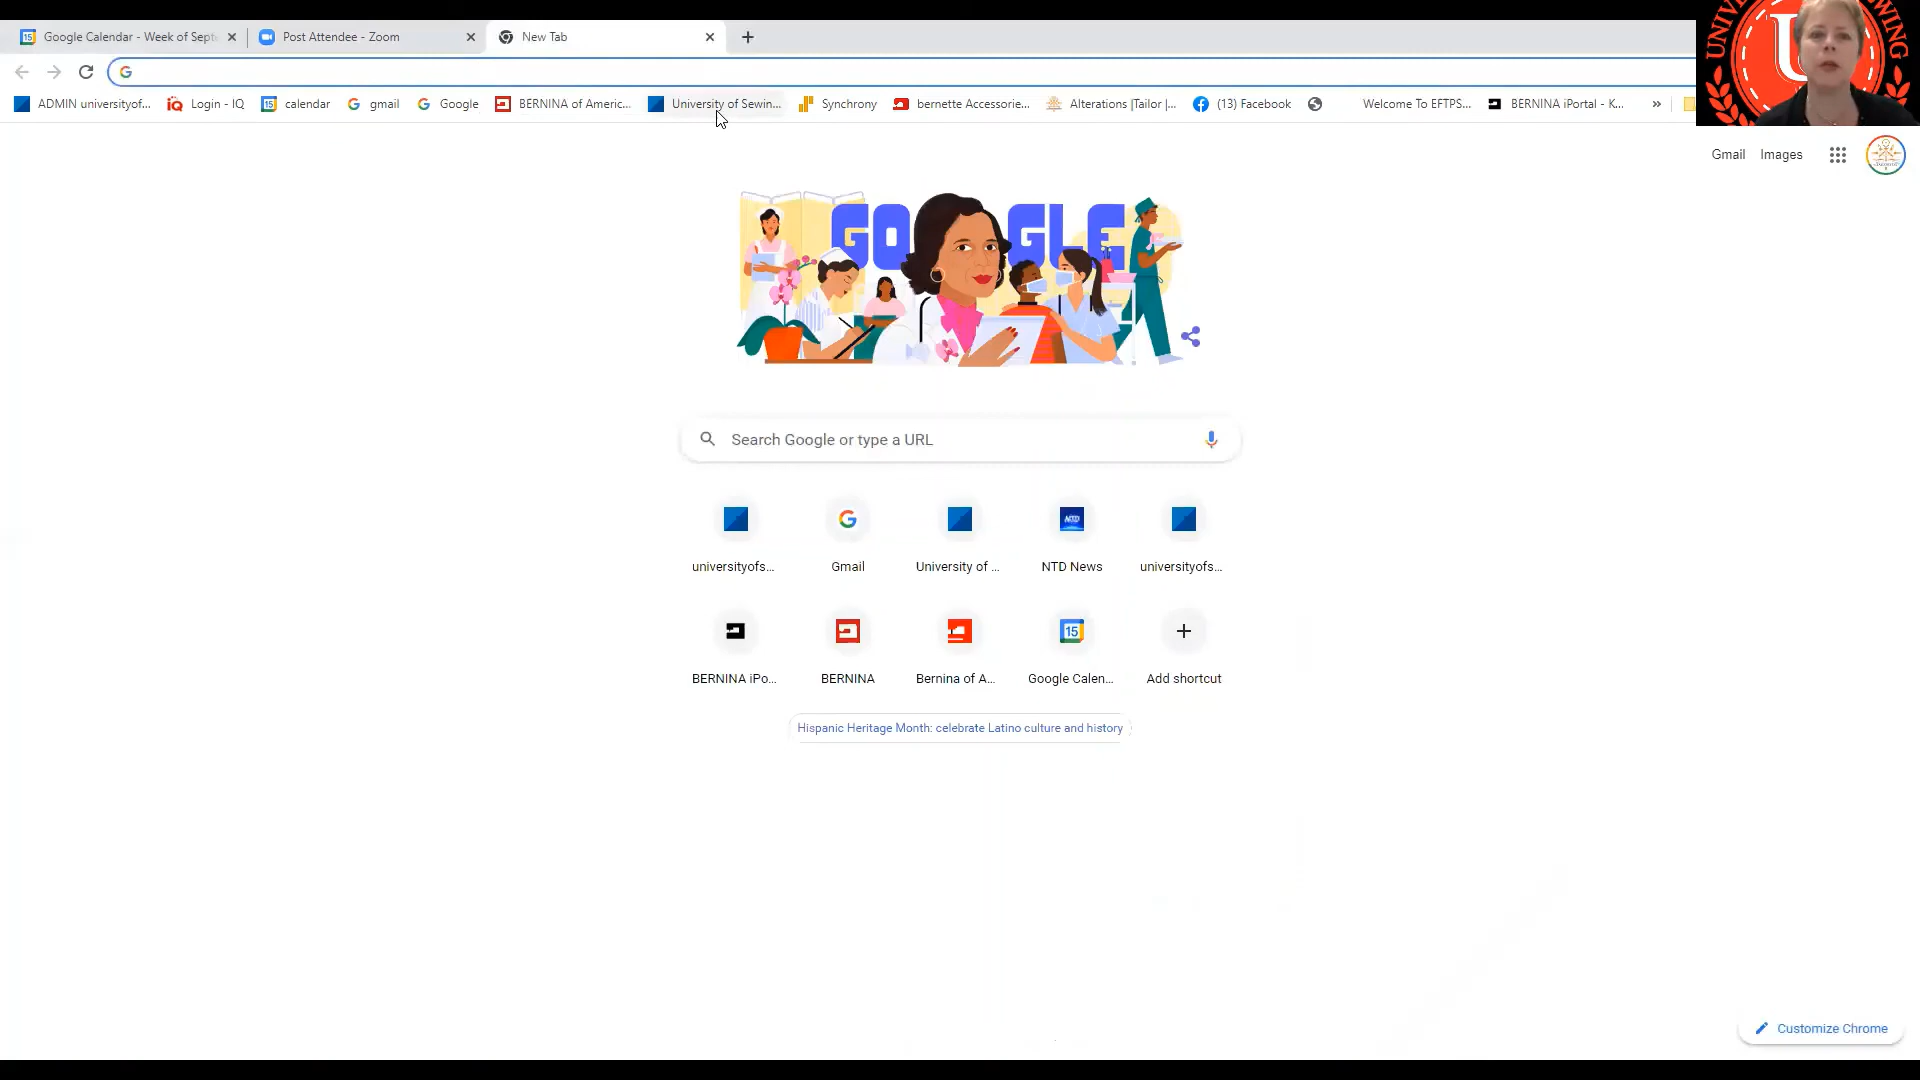 Google Calendar - Week of Sept
Post Attendee - Zoom
New Tab
ADMIN universityof...
Login - IQ
calendar
gmail
Google
BERNINA of Americ...
University of Sewin...
Synchrony
bernette Accessorie...
Alterations |Tailor |...
(13) Facebook
Welcome To EFTPS...
BERNINA iPortal - K...
»
Gmail
Images
GOOGLE
Search Google or type a URL
universityofs...
Gmail
University of ...
NTD News
universityofs...
BERNINA iPo...
BERNINA
Bernina of A...
Google Calen...
Add shortcut
Hispanic Heritage Month: celebrate Latino culture and history
Customize Chrome